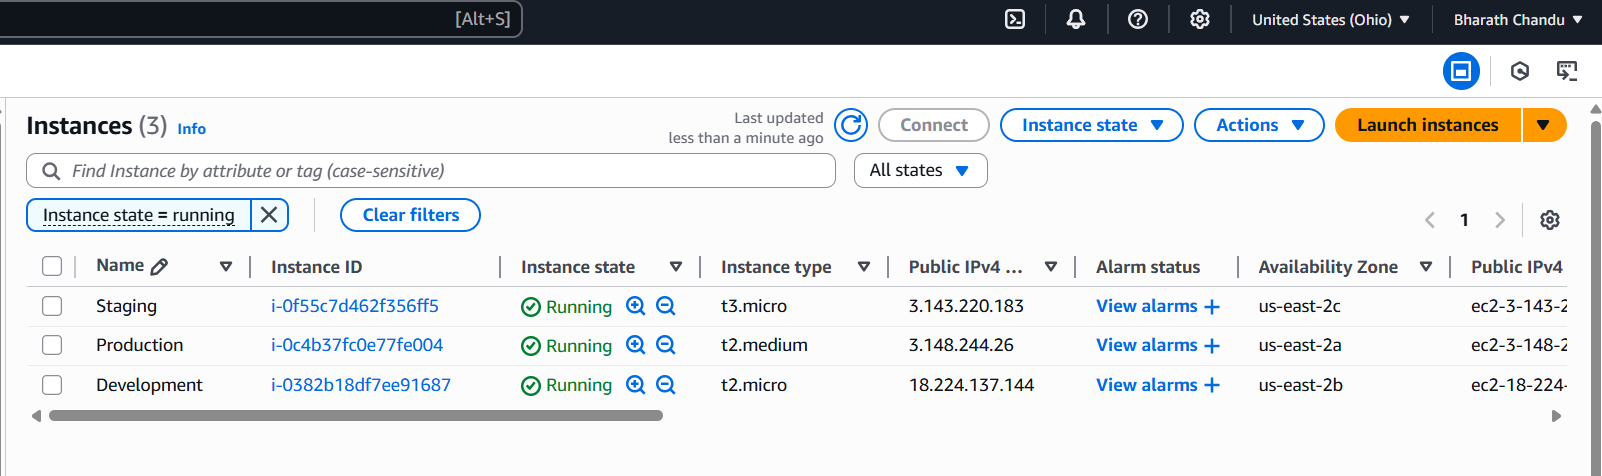 [Alt+S] United States (Ohio) Bharath Chandu
Instances (3) Info
Last updated
less than a minute ago
Connect Instance state Actions Launch instances
Find Instance by attribute or tag (case-sensitive) All states
Instance state = running Clear filters
1
Name Instance ID Instance state Instance type Public IPv4 ... Alarm status Availability Zone Public IPv4
Staging i-0f55c7d462f356ff5 Running t3.micro 3.143.220.183 View alarms + us-east-2c ec2-3-143-2
Production i-0c4b37fc0e77fe004 Running t2.medium 3.148.244.26 View alarms + us-east-2a ec2-3-148-2
Development i-0382b18df7ee91687 Running t2.micro 18.224.137.144 View alarms + us-east-2b ec2-18-224-